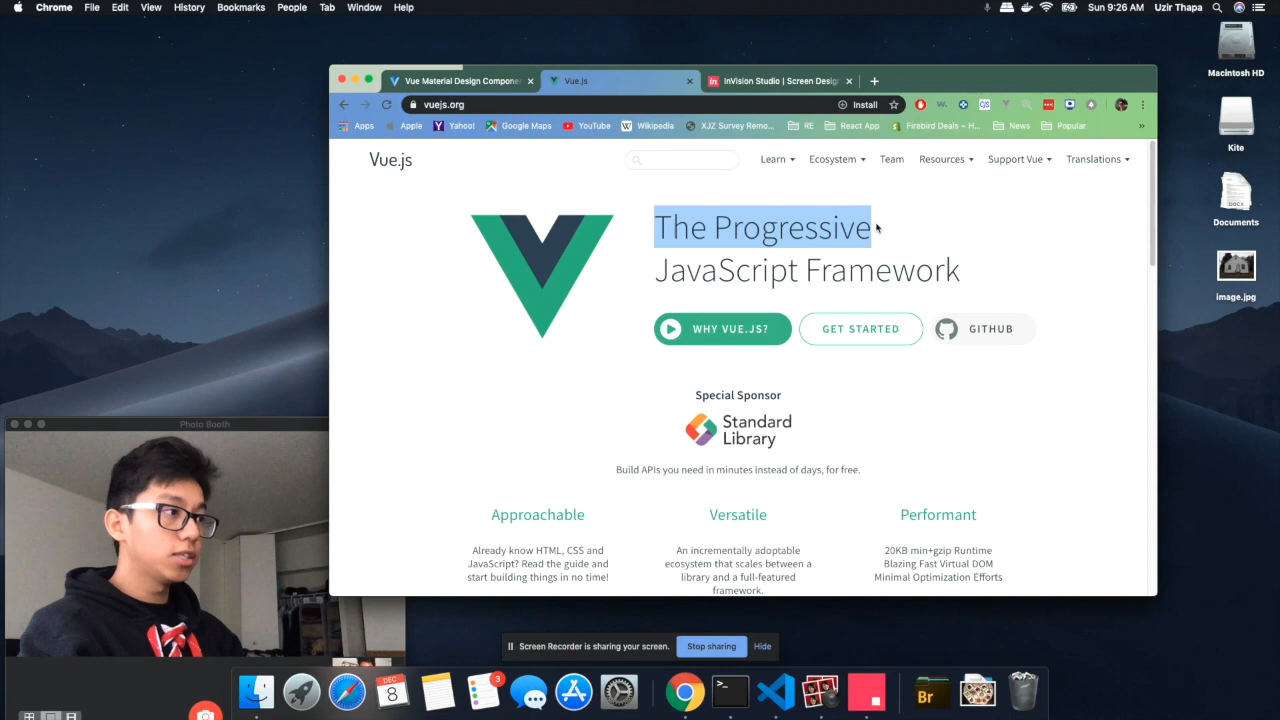 Chrome File Edit View History Bookmarks People Tab Window Help
Sun 9:26 AM Uzir Thapa
Macintosh HD
Kite
DOCX
Documents
image.jpg
Vue Material Design Componen
Vue.js
in InVision Studio | Screen Desig
vuejs.org
Install
Apps Apple Yahoo! Google Maps YouTube Wikipedia XJZ Survey Remo... RE React App Firebird Deals ~ H... News Popular »
Vue.js
Learn Ecosystem Team Resources Support Vue Translations
The Progressive
JavaScript Framework
WHY VUE.JS?
GET STARTED
GITHUB
Special Sponsor
Standard
Library
Build APIs you need in minutes instead of days, for free.
Approachable
Versatile
Performant
Already know HTML, CSS and
JavaScript? Read the guide and
start building things in no time!
An incrementally adoptable
ecosystem that scales between a
library and a full-featured
framework.
20KB min+gzip Runtime
Blazing Fast Virtual DOM
Minimal Optimization Efforts
Photo Booth
Screen Recorder is sharing your screen.
Stop sharing
Hide
DEC
8
3
Br